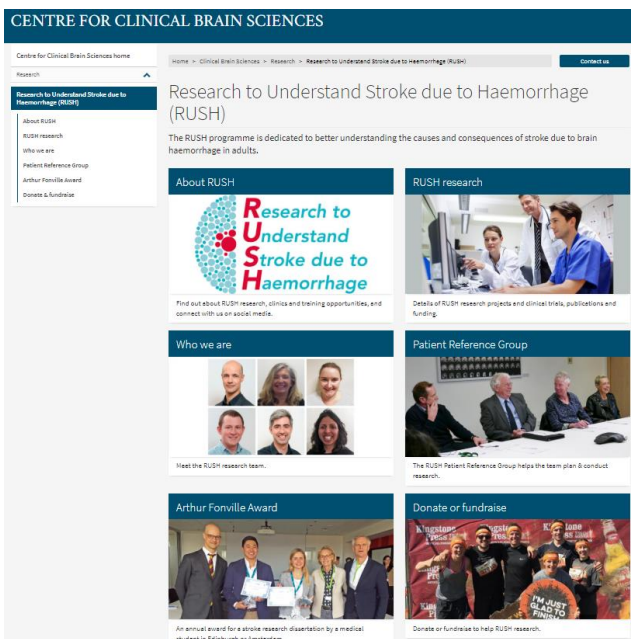 CENTRE FOR CLINICAL BRAIN SCIENCES
Centre for Clinical Brain Sciences home
Research
Research to Understand Stroke due to
Haemorrhage (RUSH)
About RUSH
RUSH research
Who we are
Patient Reference Group
Arthur Fonville Award
Donate & fundraise
Home > Clinical Brain Sciences > Research > Research to Understand Stroke due to Haemorrhage (RUSH)
Contact us
Research to Understand Stroke due to Haemorrhage
(RUSH)
The RUSH programme is dedicated to better understanding the causes and consequences of stroke due to brain
haemorrhage in adults.
About RUSH
Research to
Understand
Stroke due to
Haemorrhage
Find out about RUSH research, clinics and training opportunities, and
connect with us on social media.
RUSH research
Details of RUSH research projects and clinical trials, publications and
funding.
Who we are
Meet the RUSH research team.
Patient Reference Group
The RUSH Patient Reference Group helps the team plan & conduct
research.
Arthur Fonville Award
An annual award for a stroke research dissertation by a medical
student in Edinburgh or Amsterdam.
Donate or fundraise
Kingstone
Press
I'M JUST
GLAD TO
FINISH
Donate or fundraise to help RUSH research.